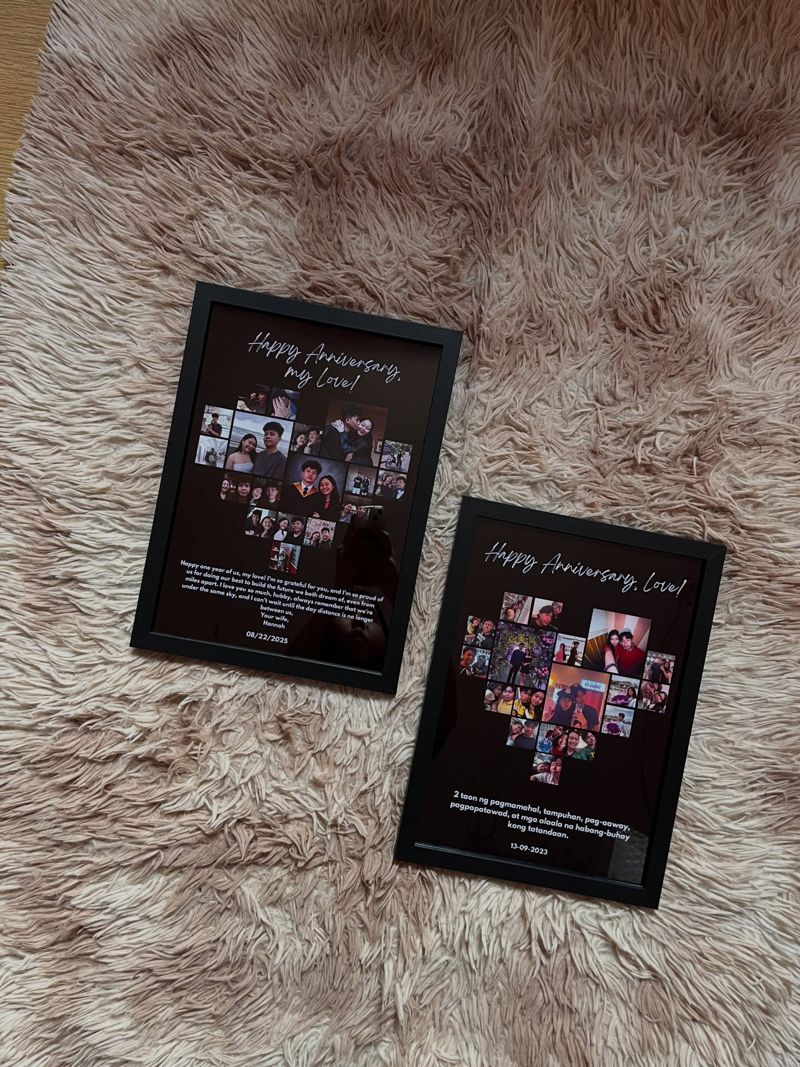 Happy Anniversary,
my Love!
Happy one year of us, my love! I'm so grateful for you, and I'm so proud of
us for doing our best to build the future we both dream of, even from
miles apart. I love you so much, hubby, always remember that we're
under the same sky, and I can't wait until the day distance is no longer
between us.
Your wife,
Hannah
08/22/2025
Happy Anniversary, Love!
2 taon ng pagmamahal, tampuhan, pag-aaway,
pagpapatawad, at mga alaala na habang-buhay
kong tatandaan.
13-09-2023